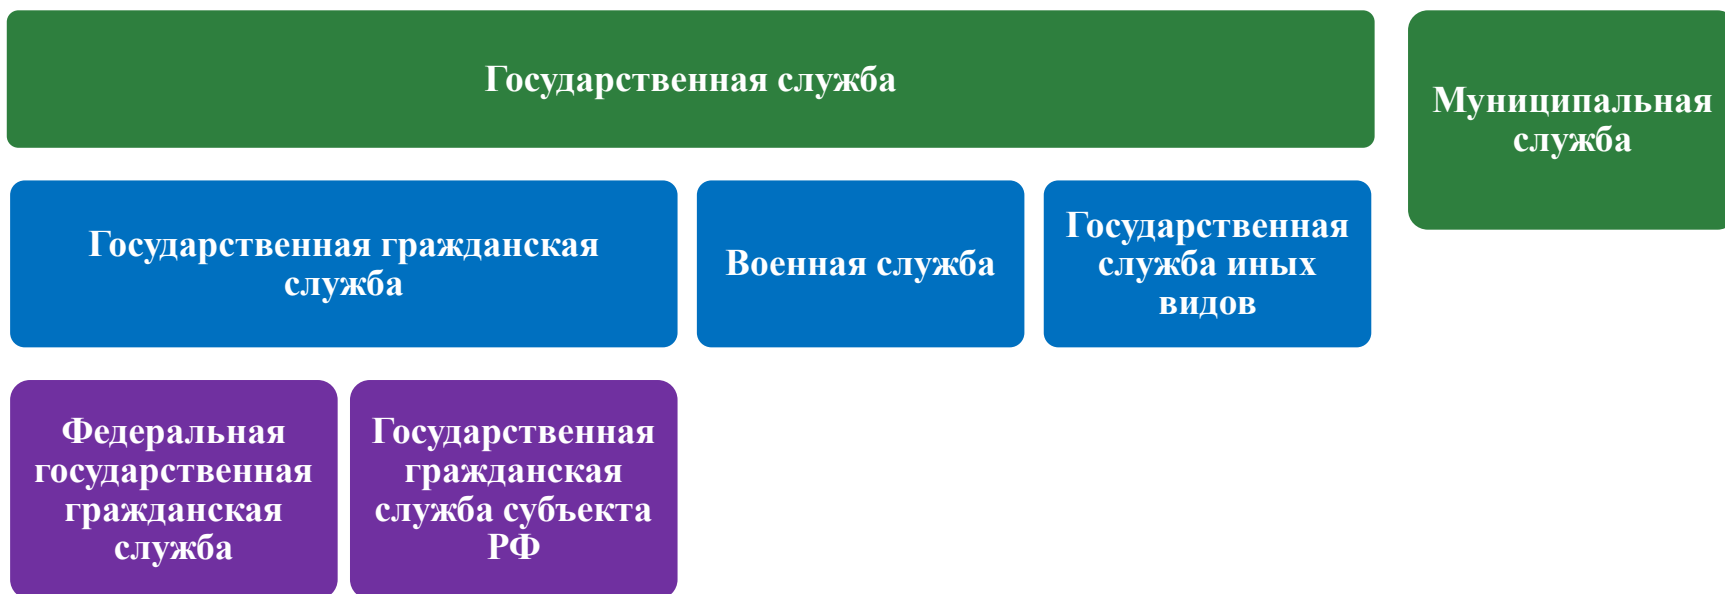 Государственная служба
Муниципальная
служба
Государственная гражданская
служба
Военная служба
Государственная
служба иных
видов
Федеральная
государственная
гражданская
служба
Государственная
гражданская
служба субъекта
РФ